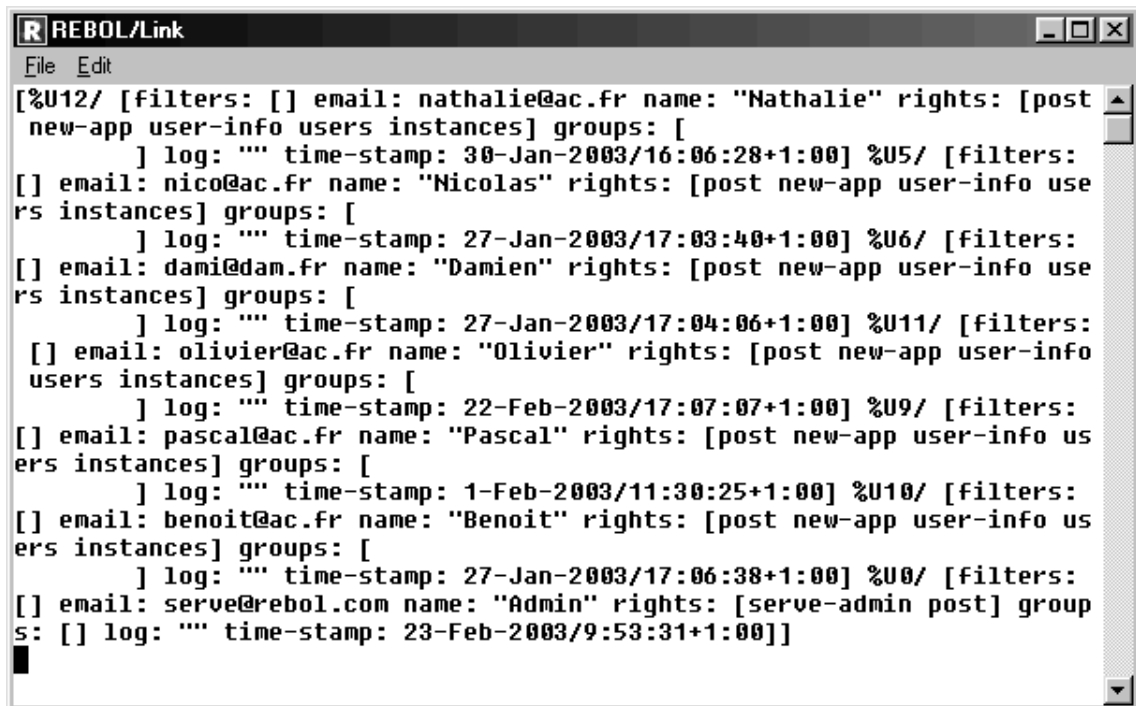 R REBOL/Link
File Edit
[%U12/ [filters: [] email: nathalie@ac.fr name: "Nathalie" rights: [post
 new-app user-info users instances] groups: [
        ] log: "" time-stamp: 30-Jan-2003/16:06:28+1:00] %U5/ [filters:
[] email: nico@ac.fr name: "Nicolas" rights: [post new-app user-info use
rs instances] groups: [
        ] log: "" time-stamp: 27-Jan-2003/17:03:40+1:00] %U6/ [filters:
[] email: dami@dam.fr name: "Damien" rights: [post new-app user-info use
rs instances] groups: [
        ] log: "" time-stamp: 27-Jan-2003/17:04:06+1:00] %U11/ [filters:
 [] email: olivier@ac.fr name: "Olivier" rights: [post new-app user-info
 users instances] groups: [
        ] log: "" time-stamp: 22-Feb-2003/17:07:07+1:00] %U9/ [filters:
[] email: pascal@ac.fr name: "Pascal" rights: [post new-app user-info us
ers instances] groups: [
        ] log: "" time-stamp: 1-Feb-2003/11:30:25+1:00] %U10/ [filters:
[] email: benoit@ac.fr name: "Benoit" rights: [post new-app user-info us
ers instances] groups: [
        ] log: "" time-stamp: 27-Jan-2003/17:06:38+1:00] %U0/ [filters:
[] email: serve@rebol.com name: "Admin" rights: [serve-admin post] group
s: [] log: "" time-stamp: 23-Feb-2003/9:53:31+1:00]]